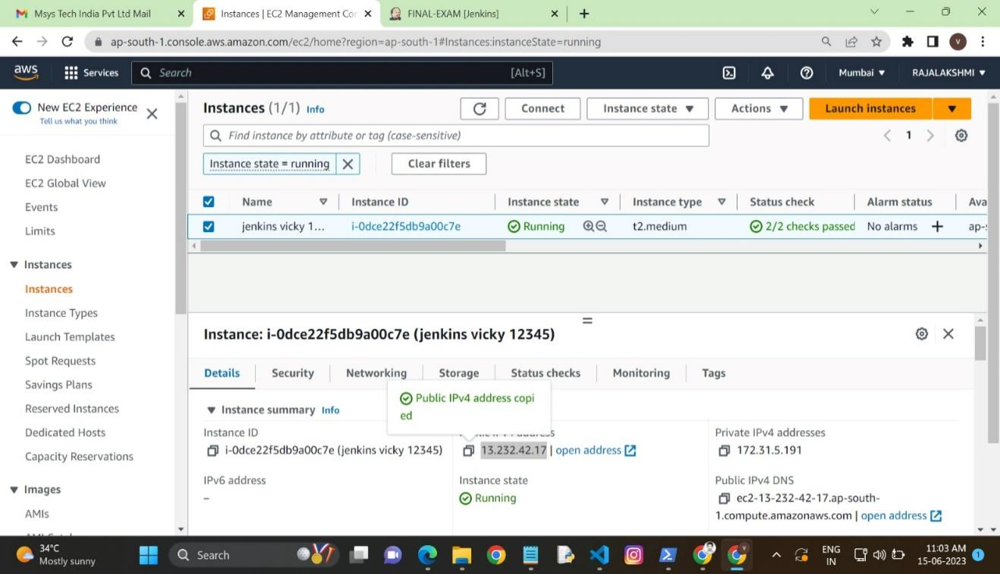 Msys Tech India Pvt Ltd Mail
Instances | EC2 Management Con
FINAL-EXAM [Jenkins]
ap-south-1.console.aws.amazon.com/ec2/home?region=ap-south-1#Instances:instanceState=running
V
aws
Services
Search
[Alt+S]
Mumbai
RAJALAKSHMI
New EC2 Experience
Tell us what you think
EC2 Dashboard
EC2 Global View
Events
Limits
Instances
Instances
Instance Types
Launch Templates
Spot Requests
Savings Plans
Reserved Instances
Dedicated Hosts
Capacity Reservations
Images
AMIs
Instances (1/1) Info
Connect
Instance state
Actions
Launch instances
Find instance by attribute or tag (case-sensitive)
1
Instance state = running
Clear filters
Name Instance ID Instance state Instance type Status check Alarm status Ava
jenkins vicky 1... i-0dce22f5db9a00c7e Running t2.medium 2/2 checks passed No alarms + ap-s
Instance: i-0dce22f5db9a00c7e (jenkins vicky 12345)
Details Security Networking Storage Status checks Monitoring Tags
Public IPv4 address copi
ed
Instance summary Info
Instance ID
i-0dce22f5db9a00c7e (jenkins vicky 12345)
13.232.42.17 | open address
Private IPv4 addresses
172.31.5.191
IPv6 address
–
Instance state
Running
Public IPv4 DNS
ec2-13-232-42-17.ap-south-
1.compute.amazonaws.com | open address
34°C
Mostly sunny
Search
ENG
IN
11:03 AM
15-06-2023
1